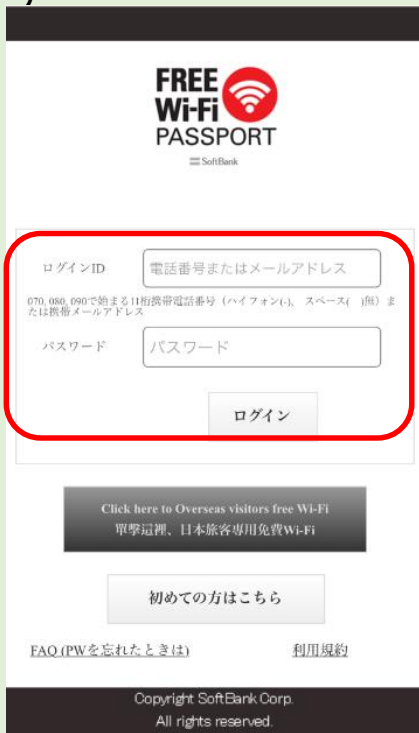 FREE
Wi-Fi
PASSPORT
SoftBank
ログインID
電話番号またはメールアドレス
070, 080, 090で始まる11桁携帯電話番号（ハイフォン(-)、スペース( )無）ま
たは携帯メールアドレス
パスワード
パスワード
ログイン
Click here to Overseas visitors free Wi-Fi
單擊這裡、日本旅客專用免費Wi-Fi
初めての方はこちら
FAQ (PWを忘れたときは)
利用規約
Copyright SoftBank Corp.
All rights reserved.